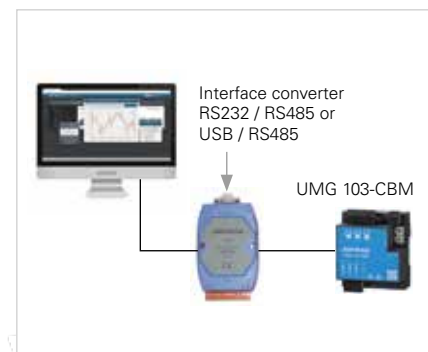 Interface converter
RS232 / RS485 or
USB / RS485
UMG 103-CBM